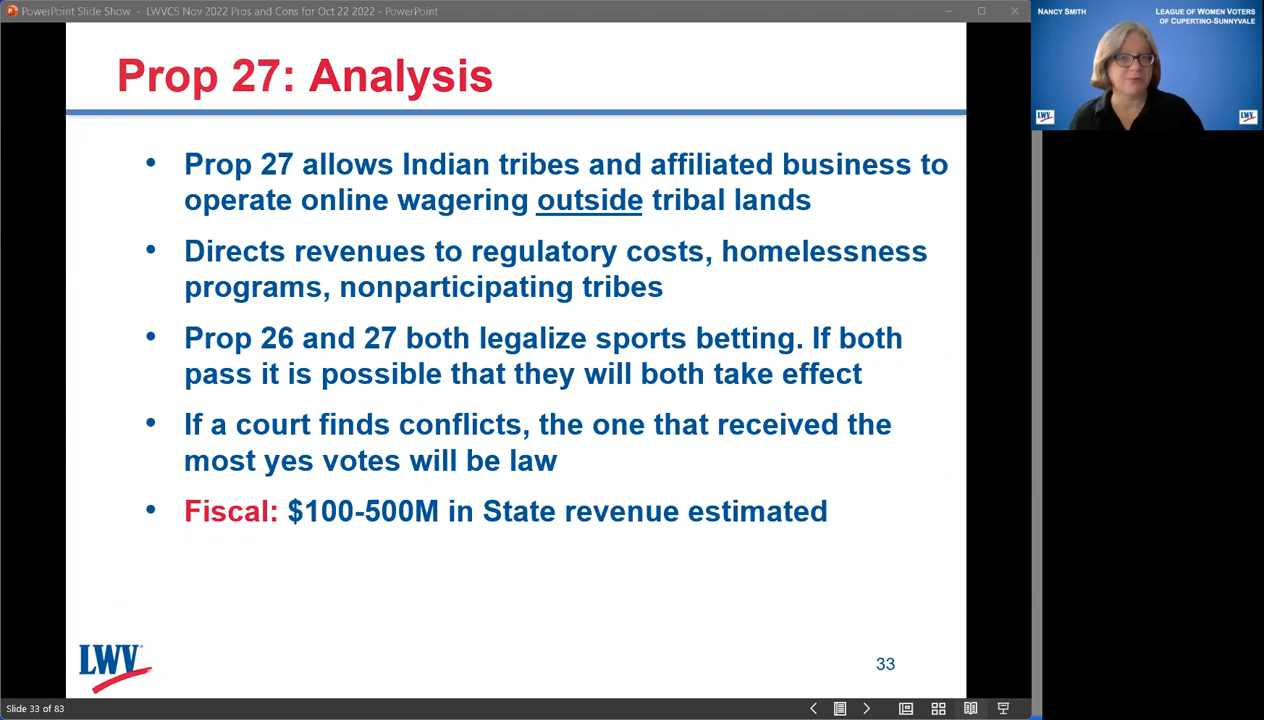 PowerPoint Slide Show - LWVCS Nov 2022 Pros and Cons for Oct 22 2022 - PowerPoint
NANCY SMITH
LEAGUE OF WOMEN VOTERS
OF CUPERTINO-SUNNYVALE
LWV
LWV
Prop 27: Analysis
• Prop 27 allows Indian tribes and affiliated business to
operate online wagering outside tribal lands
• Directs revenues to regulatory costs, homelessness
programs, nonparticipating tribes
• Prop 26 and 27 both legalize sports betting. If both
pass it is possible that they will both take effect
• If a court finds conflicts, the one that received the
most yes votes will be law
• Fiscal: $100-500M in State revenue estimated
LWV
33
Slide 33 of 83